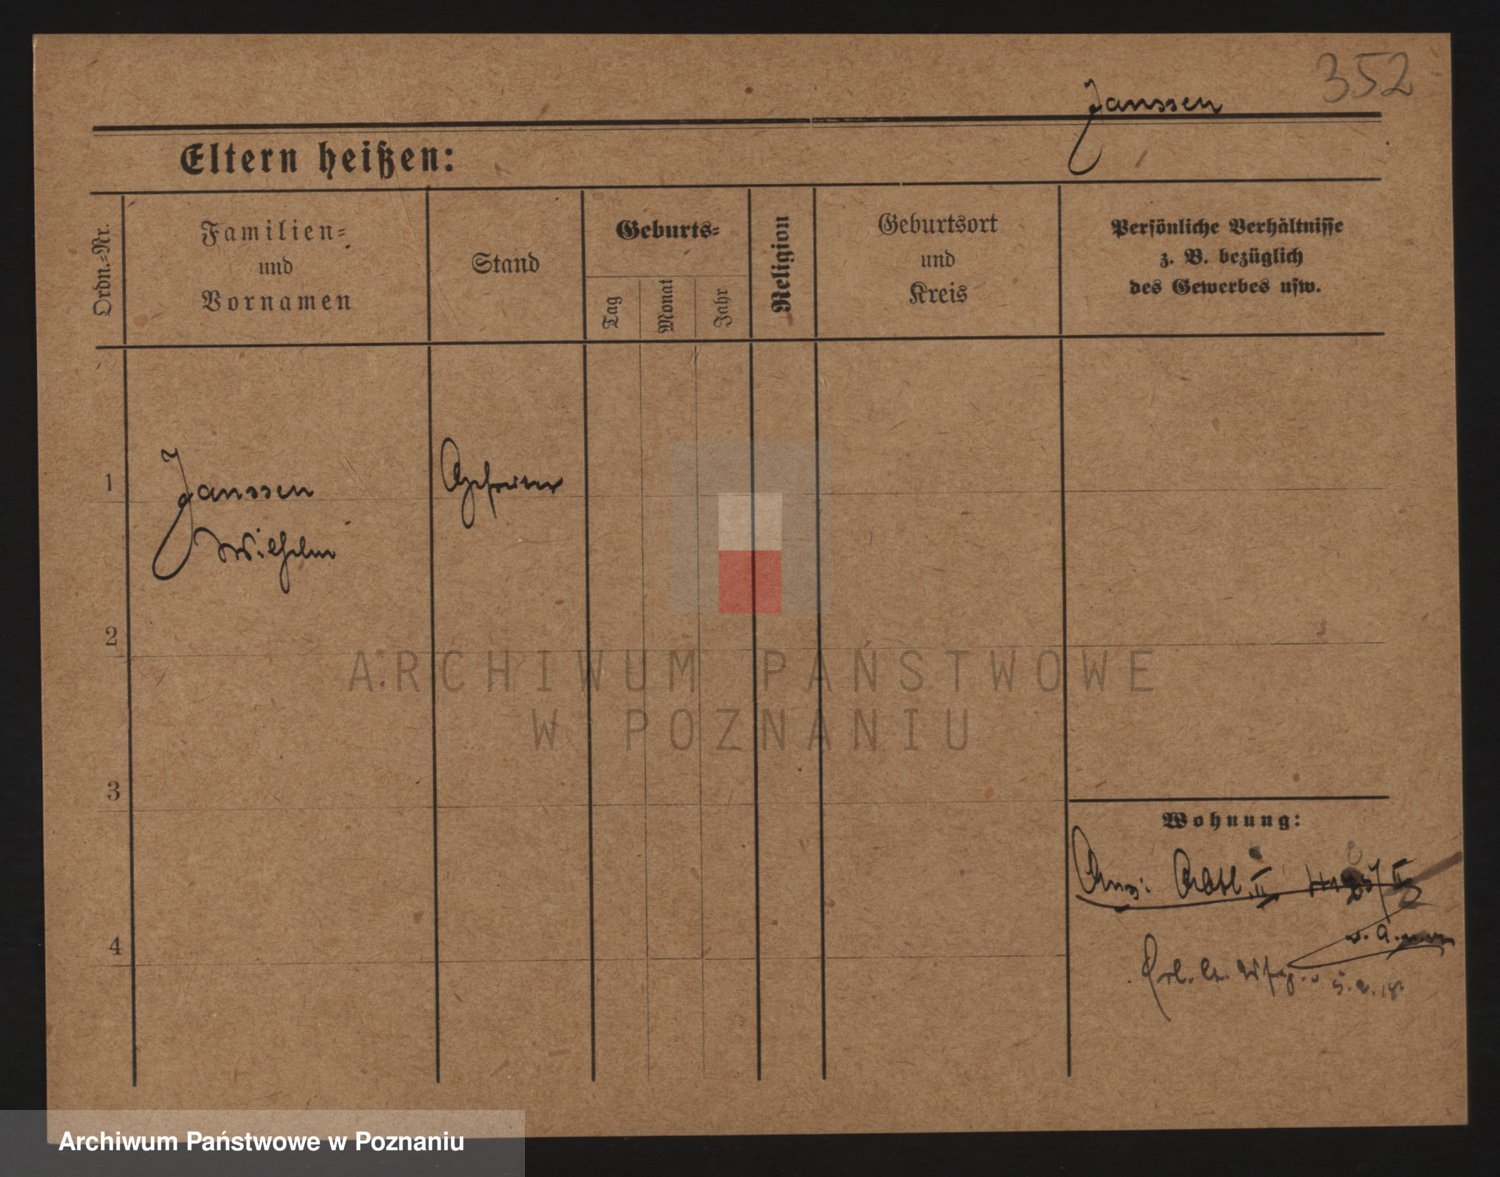 352
Janssen
Eltern heißen:
Ordn.-Nr.
Familien-
und
Vornamen
Stand
Geburts-
Tag
Monat
Jahr
Religion
Geburtsort
und
Kreis
Persönliche Verhältnisse
z. B. bezüglich
des Gewerbes usw.
1
Janssen
Wilhelm
2
3
4
Wohnung:
II
ARCHIWUM PAŃSTWOWE
W POZNANIU
Archiwum Państwowe w Poznaniu